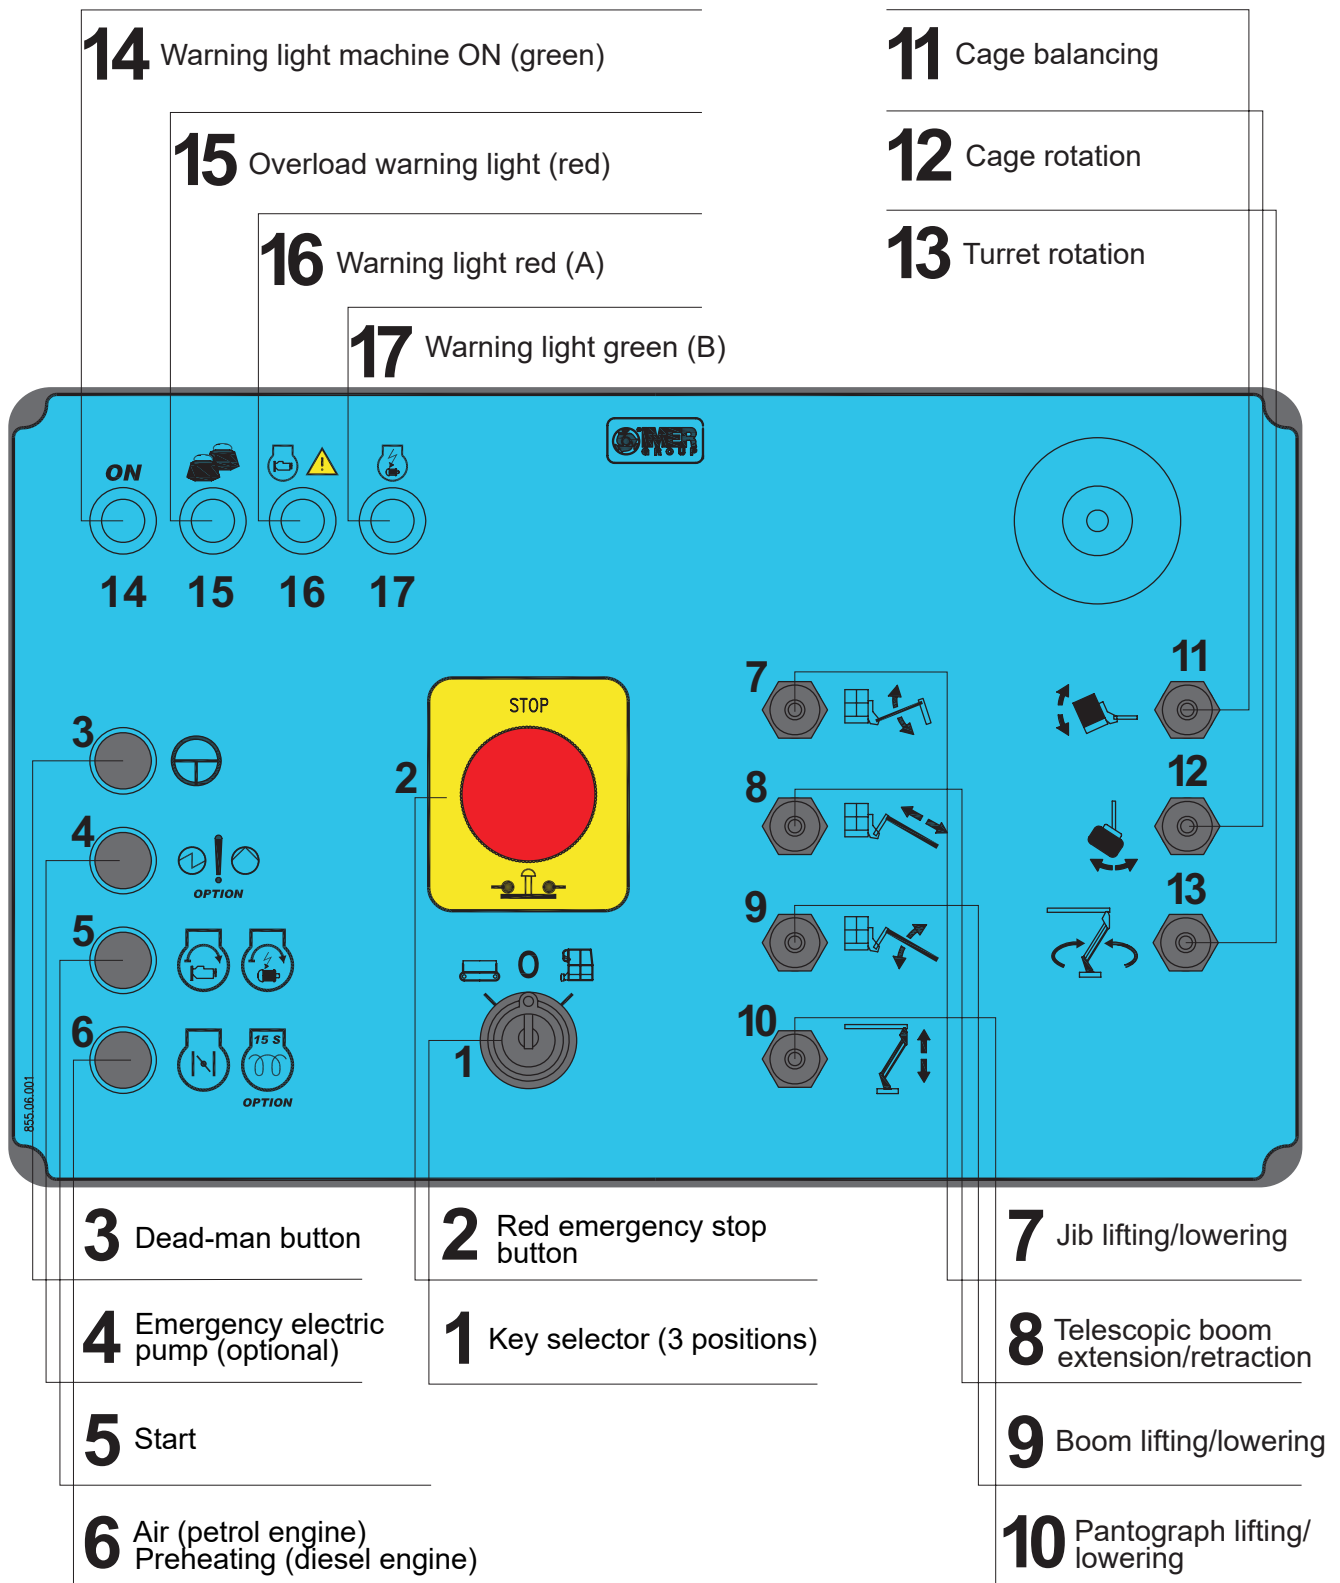 14 Warning light machine ON (green)
15 Overload warning light (red)
16 Warning light red (A)
17 Warning light green (B)
11 Cage balancing
12 Cage rotation
13 Turret rotation
IMER
GROUP
ON
14 15 16 17
3
4
OPTION
5
6
15 S
OPTION
855.06.001
STOP
2
0
1
7
8
9
10
11
12
13
3 Dead-man button
4 Emergency electric
pump (optional)
5 Start
6 Air (petrol engine)
Preheating (diesel engine)
2 Red emergency stop
button
1 Key selector (3 positions)
7 Jib lifting/lowering
8 Telescopic boom
extension/retraction
9 Boom lifting/lowering
10 Pantograph lifting/
lowering